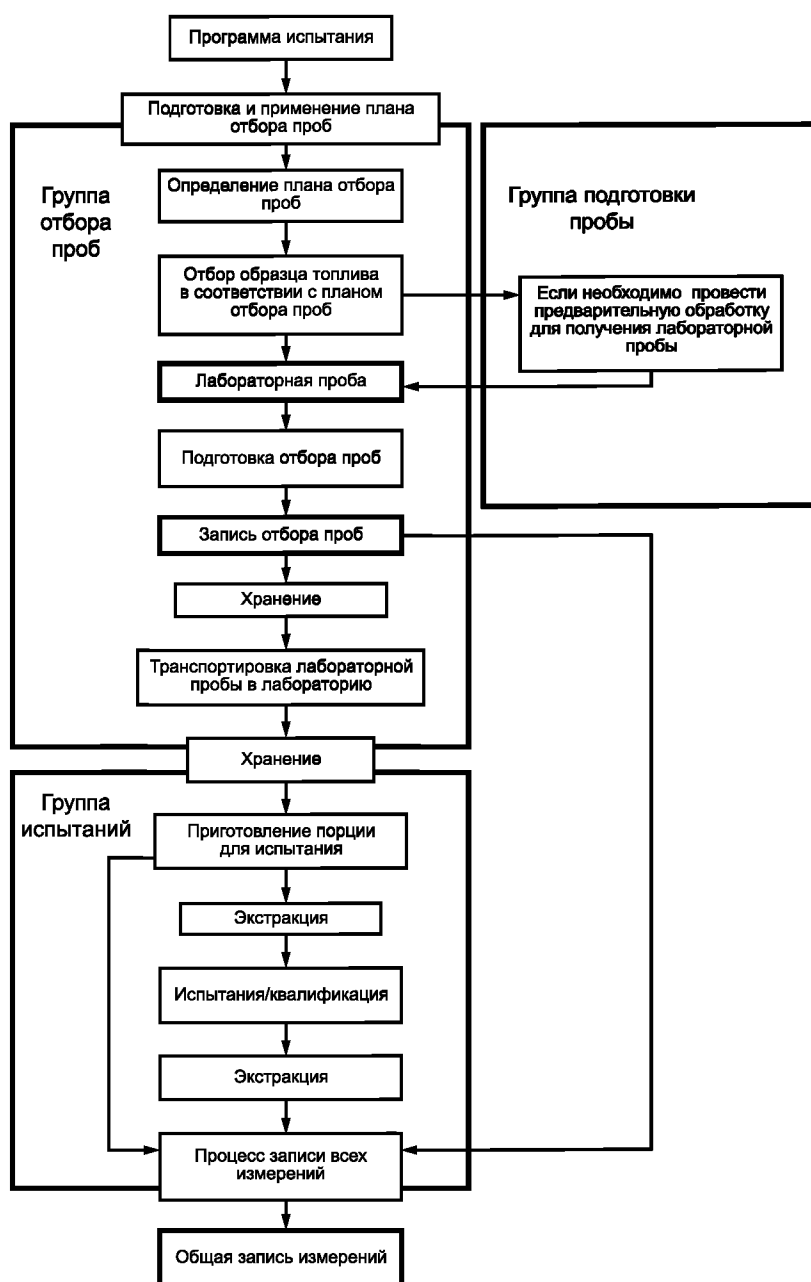 Программа испытания
Подготовка и применение плана
отбора проб
Группа
отбора
проб
Определение плана отбора
проб
Группа подготовки
пробы
Отбор образца топлива
в соответствии с планом
отбора проб
Если необходимо провести
предварительную обработку
для получения лабораторной
пробы
Лабораторная проба
Подготовка отбора проб
Запись отбора проб
Хранение
Транспортировка лабораторной
пробы в лабораторию
Хранение
Группа
испытаний
Приготовление порции
для испытания
Экстракция
Испытания/квалификация
Экстракция
Процесс записи всех
измерений
Общая запись измерений